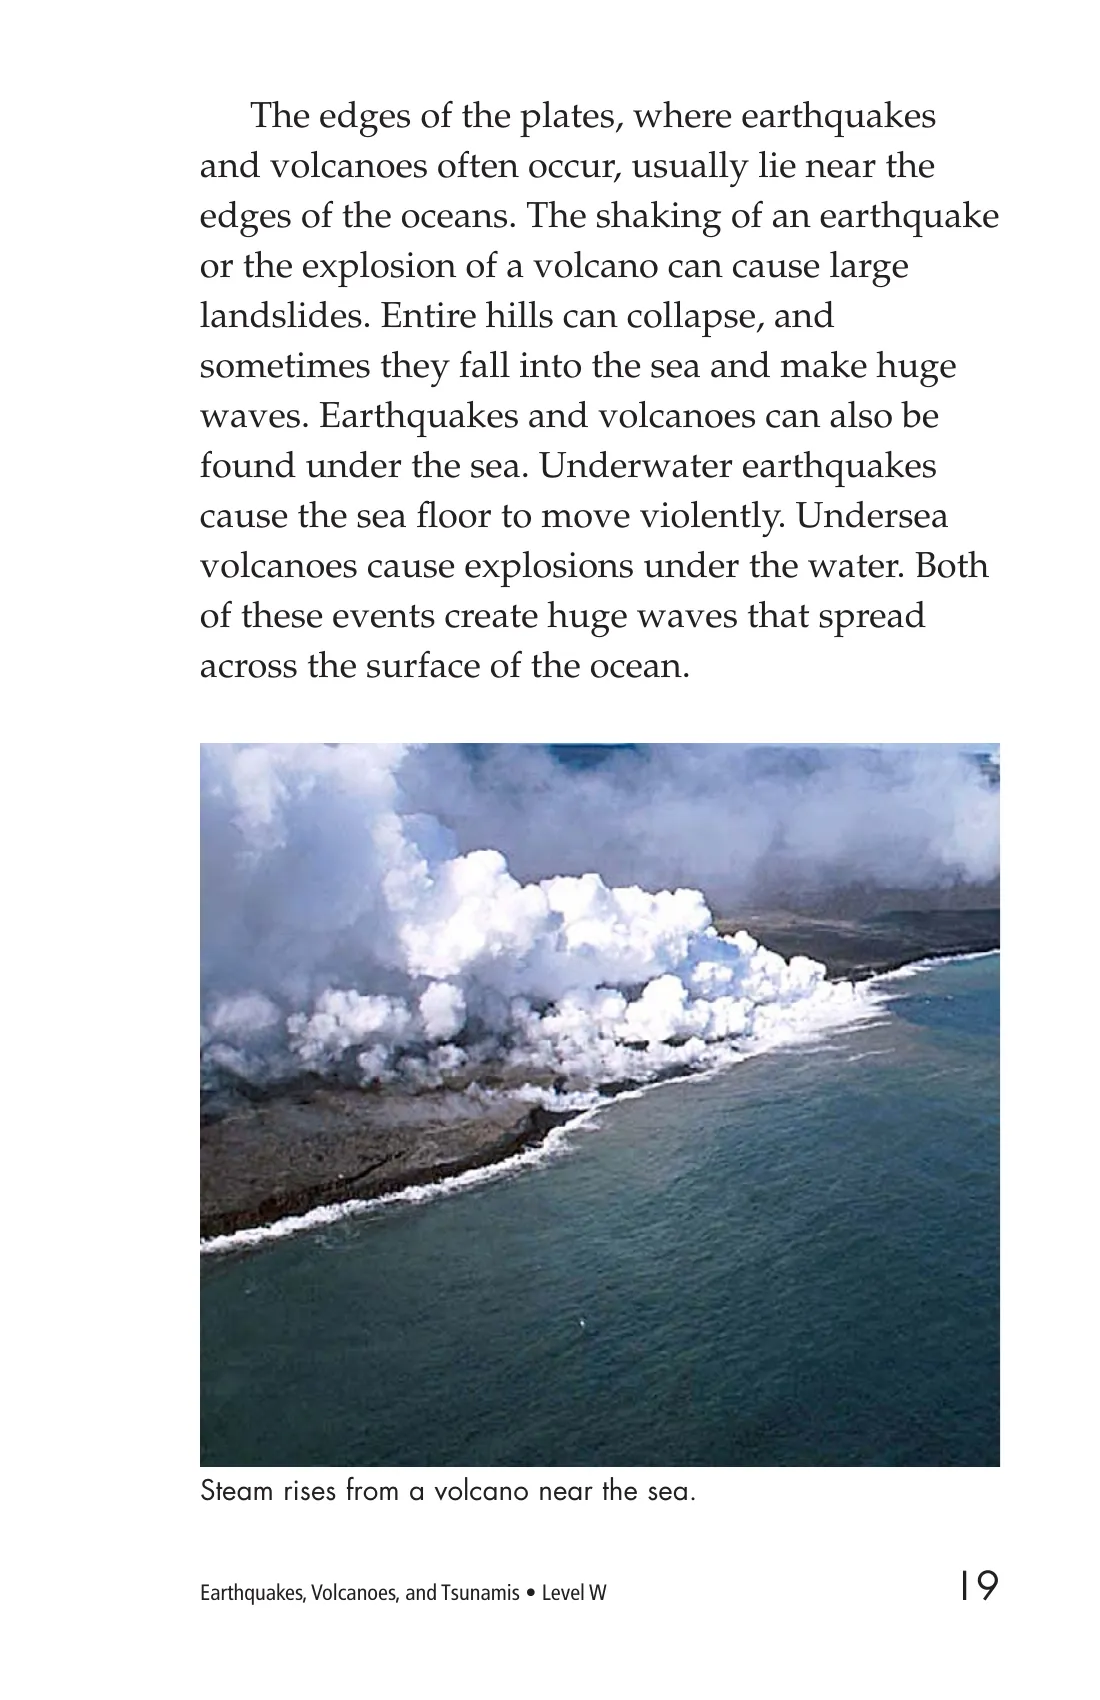 The edges of the plates, where earthquakes
and volcanoes often occur, usually lie near the
edges of the oceans. The shaking of an earthquake
or the explosion of a volcano can cause large
landslides. Entire hills can collapse, and
sometimes they fall into the sea and make huge
waves. Earthquakes and volcanoes can also be
found under the sea. Underwater earthquakes
cause the sea floor to move violently. Undersea
volcanoes cause explosions under the water. Both
of these events create huge waves that spread
across the surface of the ocean.
Steam rises from a volcano near the sea.
Earthquakes, Volcanoes, and Tsunamis • Level W
19